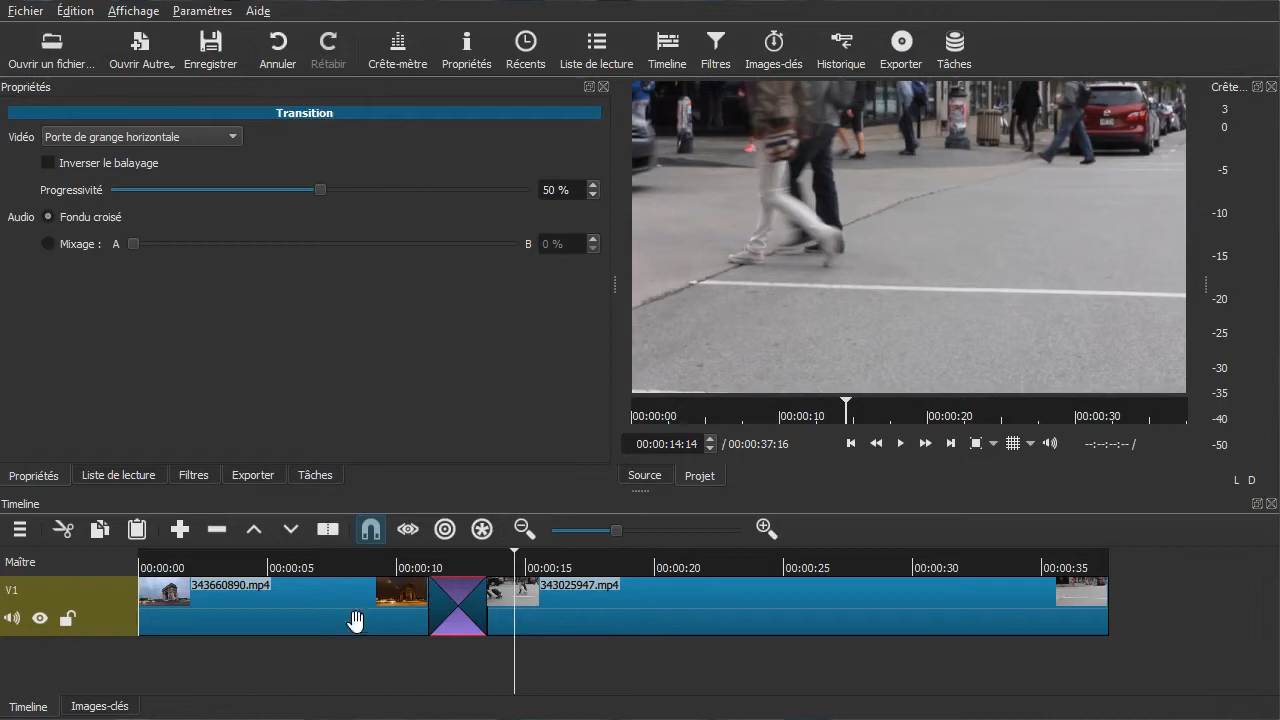 Fichier Édition Affichage Paramètres Aide
Ouvrir un fichier... Ouvrir Autre... Enregistrer Annuler Rétabir Crête-mètre Propriétés Récents Liste de lecture Timeline Filtres Images-clés Historique Exporter Tâches
Propriétés
Crête...
Transition
Vidéo Porte de grange horizontale
Inverser le balayage
Progressivité 50 %
Audio Fondu croisé
Mixage : A B 0 %
3
0
-5
-10
-15
-20
-25
-30
-35
-40
-50
L D
00:00:00 00:00:10 00:00:20 00:00:30
00:00:14:14 / 00:00:37:16 --:--:--:-- /
Propriétés Liste de lecture Filtres Exporter Tâches
Source Projet
Timeline
Maître
00:00:00 00:00:05 00:00:10 00:00:15 00:00:20 00:00:25 00:00:30 00:00:35
V1
343660890.mp4 343025947.mp4
Timeline Images-clés